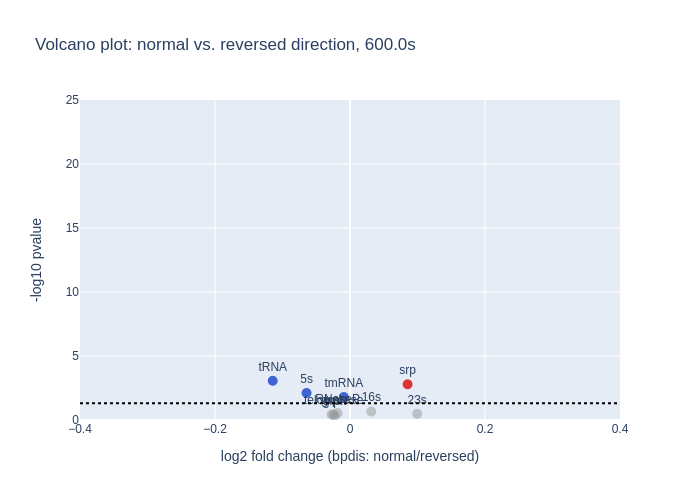 Volcano plot: normal vs. reversed direction, 600.0s
25
20
15
10
5
0
-log10 pvalue
tRNA
5s
tmRNA
srp
16s
23s
−0.4
−0.2
0
0.2
0.4
log2 fold change (bpdis: normal/reversed)